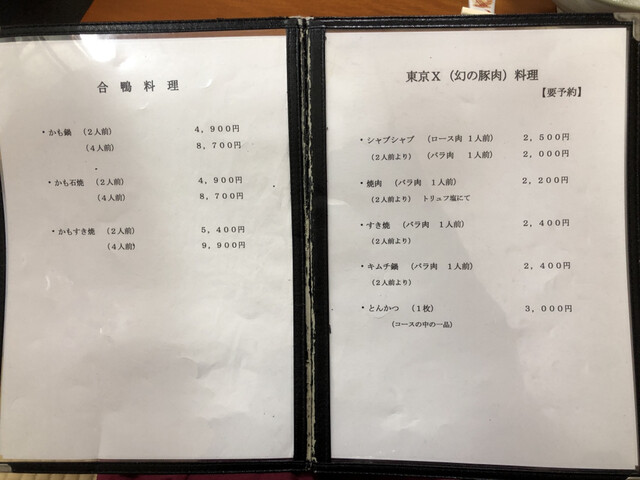 合鴨料理
・かも鍋 （２人前） ４，９００円
（４人前） ８，７００円
・かも石焼 （２人前） ４，９００円
（４人前） ８，７００円
・かもすき焼 （２人前） ５，４００円
（４人前） ９，９００円
東京Ｘ（幻の豚肉）料理
【要予約】
・シャブシャブ （ロース肉 １人前） ２，５００円
（２人前より） （バラ肉 １人前） ２，０００円
・焼肉 （バラ肉 １人前） ２，２００円
（２人前より） トリュフ塩にて
・すき焼 （バラ肉 １人前） ２，４００円
（２人前より）
・キムチ鍋 （バラ肉 １人前） ２，４００円
（２人前より）
・とんかつ （１枚） ３，０００円
（コースの中の一品）